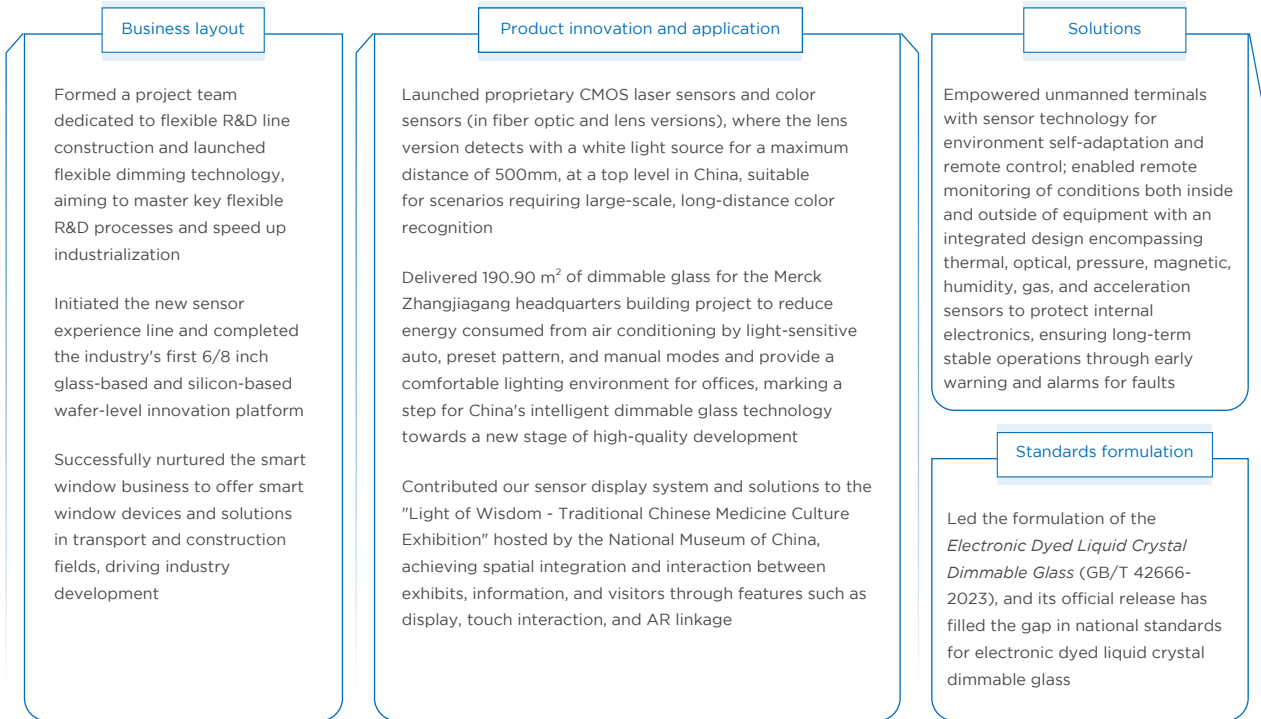 Business layout
Formed a project team
dedicated to flexible R&D line
construction and launched
flexible dimming technology,
aiming to master key flexible
R&D processes and speed up
industrialization
Initiated the new sensor
experience line and completed
the industry's first 6/8 inch
glass-based and silicon-based
wafer-level innovation platform
Successfully nurtured the smart
window business to offer smart
window devices and solutions
in transport and construction
fields, driving industry
development
Product innovation and application
Launched proprietary CMOS laser sensors and color
sensors (in fiber optic and lens versions), where the lens
version detects with a white light source for a maximum
distance of 500mm, at a top level in China, suitable
for scenarios requiring large-scale, long-distance color
recognition
Delivered 190.90 m² of dimmable glass for the Merck
Zhangjiagang headquarters building project to reduce
energy consumed from air conditioning by light-sensitive
auto, preset pattern, and manual modes and provide a
comfortable lighting environment for offices, marking a
step for China's intelligent dimmable glass technology
towards a new stage of high-quality development
Contributed our sensor display system and solutions to the
"Light of Wisdom - Traditional Chinese Medicine Culture
Exhibition" hosted by the National Museum of China,
achieving spatial integration and interaction between
exhibits, information, and visitors through features such as
display, touch interaction, and AR linkage
Solutions
Empowered unmanned terminals
with sensor technology for
environment self-adaptation and
remote control; enabled remote
monitoring of conditions both inside
and outside of equipment with an
integrated design encompassing
thermal, optical, pressure, magnetic,
humidity, gas, and acceleration
sensors to protect internal
electronics, ensuring long-term
stable operations through early
warning and alarms for faults
Standards formulation
Led the formulation of the
Electronic Dyed Liquid Crystal
Dimmable Glass (GB/T 42666-
2023), and its official release has
filled the gap in national standards
for electronic dyed liquid crystal
dimmable glass